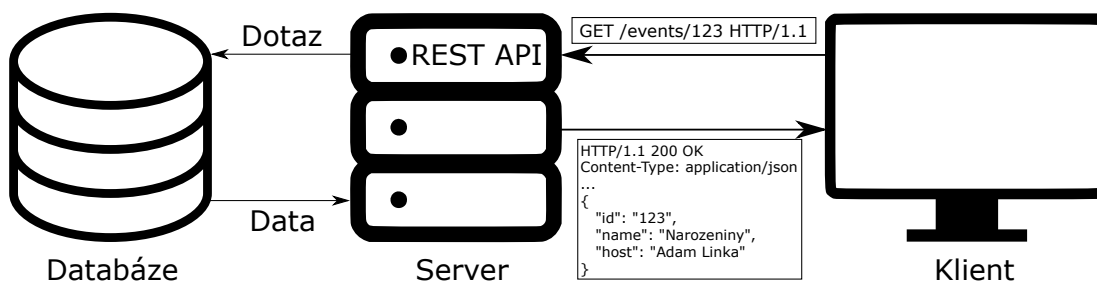 Dotaz
REST API
GET /events/123 HTTP/1.1
HTTP/1.1 200 OK
Content-Type: application/json
...
{
"id": "123",
"name": "Narozeniny",
"host": "Adam Linka"
}
Data
Databáze
Server
Klient